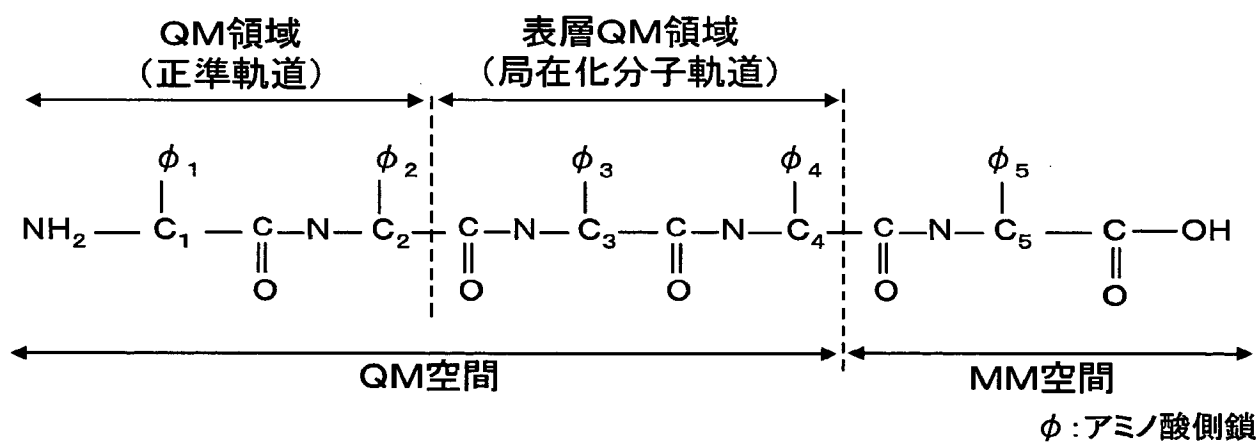 QM領域 表層QM領域
(正準軌道) (局在化分子軌道)
φ1 φ2 φ3 φ4 φ5
NH2 C1 C N C2 C N C3 C N C4 C N C5 C OH
O O O O O
QM空間 MM空間
φ:アミノ酸側鎖